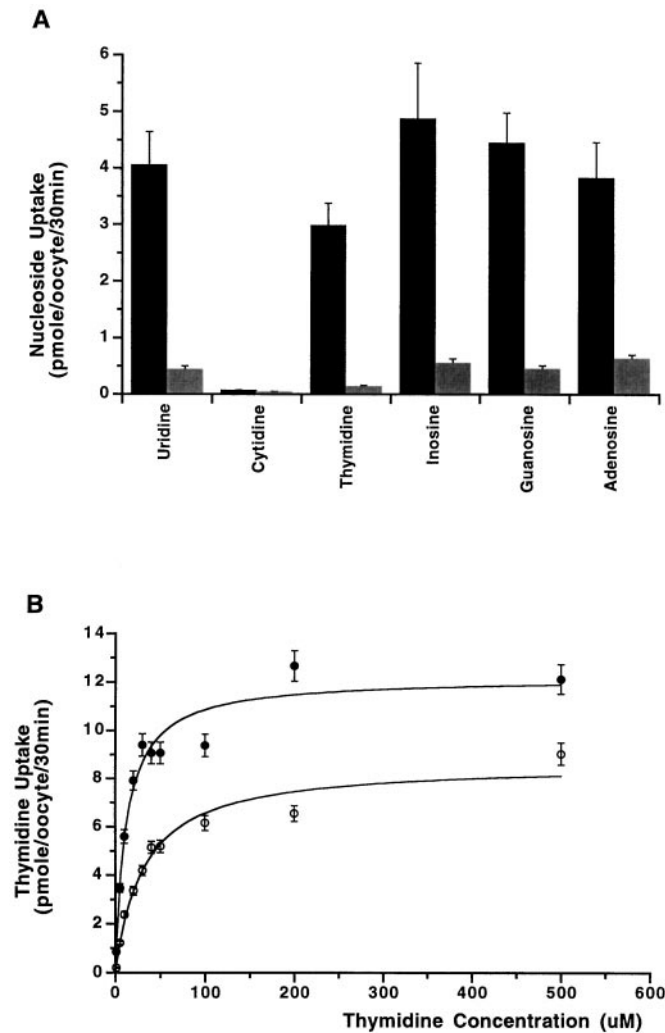 A
Nucleoside Uptake
(pmole/oocyte/30min)
6
5
4
3
2
1
0
Uridine
Cytidine
Thymidine
Inosine
Guanosine
Adenosine
B
Thymidine Uptake
(pmole/oocyte/30min)
14
12
10
8
6
4
2
0
0 100 200 300 400 500 600
Thymidine Concentration (uM)